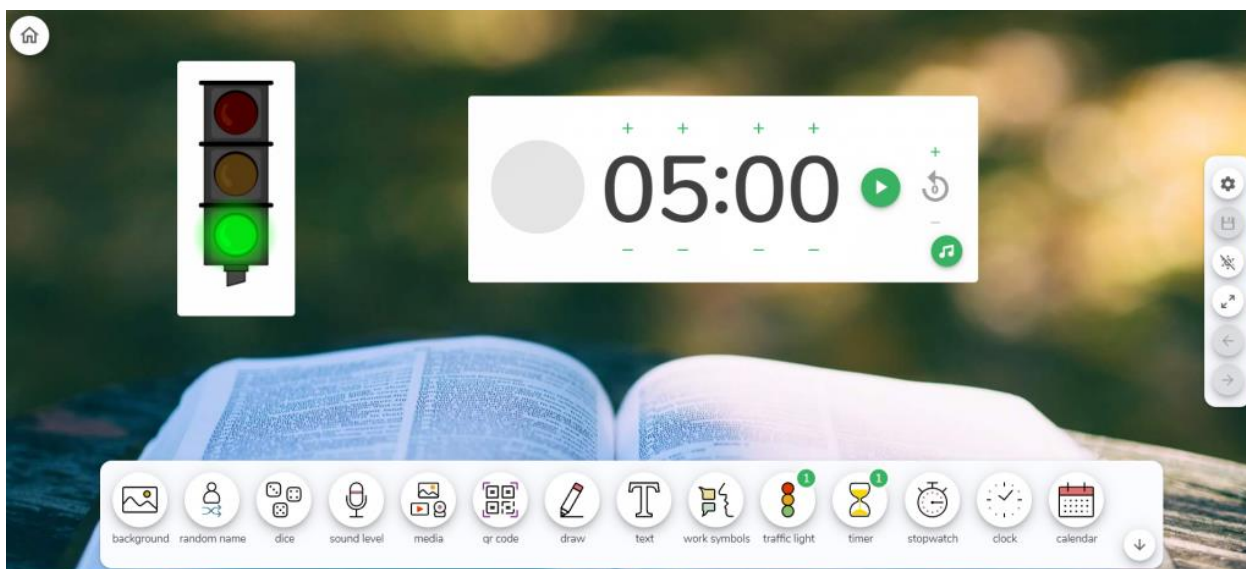 05:00
0
1 1
background random name dice sound level media qr code draw text work symbols traffic light timer stopwatch clock calendar